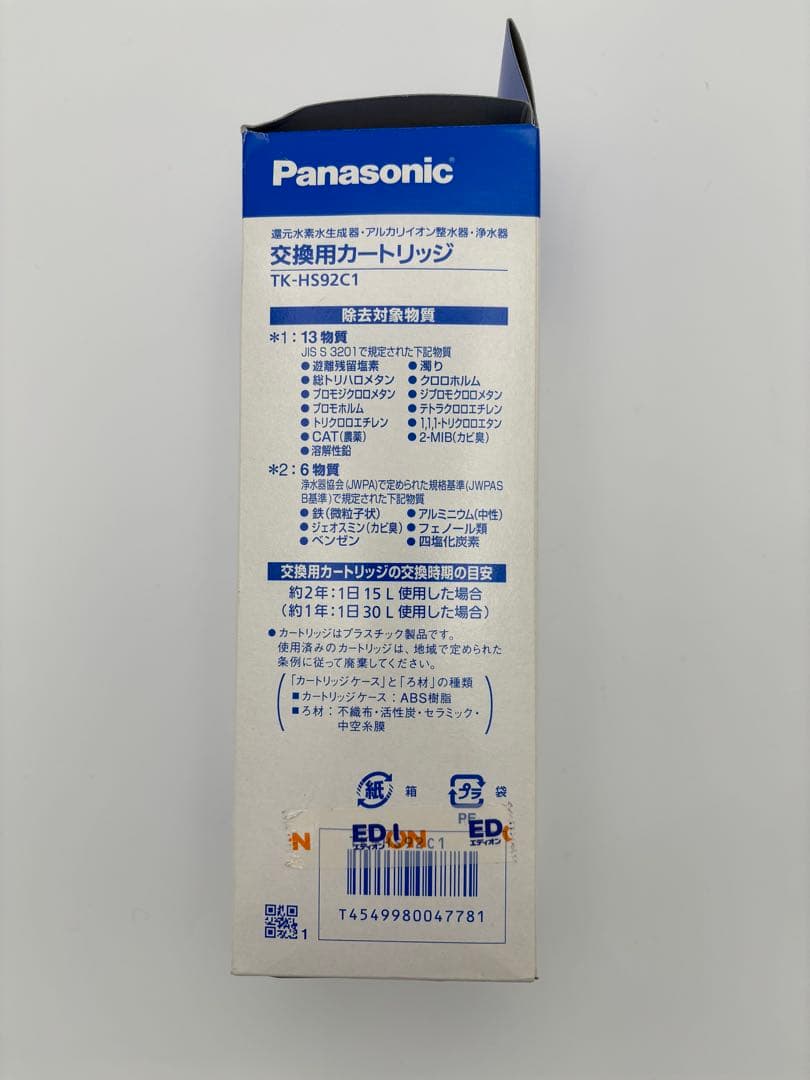 Panasonic
還元水素水生成器・アルカリイオン整水器・浄水器
交換用カートリッジ
TK-HS92C1
除去対象物質
*1：13物質
JIS S 3201で規定された下記物質
●遊離残留塩素 ●濁り
●総トリハロメタン ●クロロホルム
●ブロモジクロロメタン ●ジブロモクロロメタン
●ブロモホルム ●テトラクロロエチレン
●トリクロロエチレン ●1,1,1-トリクロロエタン
●CAT(農薬) ●2-MIB(カビ臭)
●溶解性鉛
*2：6物質
浄水器協会(JWPA)で定められた規格基準(JWPAS
B基準)で規定された下記物質
●鉄(微粒子状) ●アルミニウム(中性)
●ジェオスミン(カビ臭) ●フェノール類
●ベンゼン ●四塩化炭素
交換用カートリッジの交換時期の目安
約2年：1日15L使用した場合
(約1年：1日30L使用した場合)
●カートリッジはプラスチック製品です。
使用済みのカートリッジは、地域で定められた
条例に従って廃棄してください。
「カートリッジケース」と「ろ材」の種類
■カートリッジケース：ABS樹脂
■ろ材：不織布・活性炭・セラミック・
中空糸膜
紙 箱 プラ 袋
PE
N EDION ED
エディオン エディオン
S92C1
T4549980047781
1